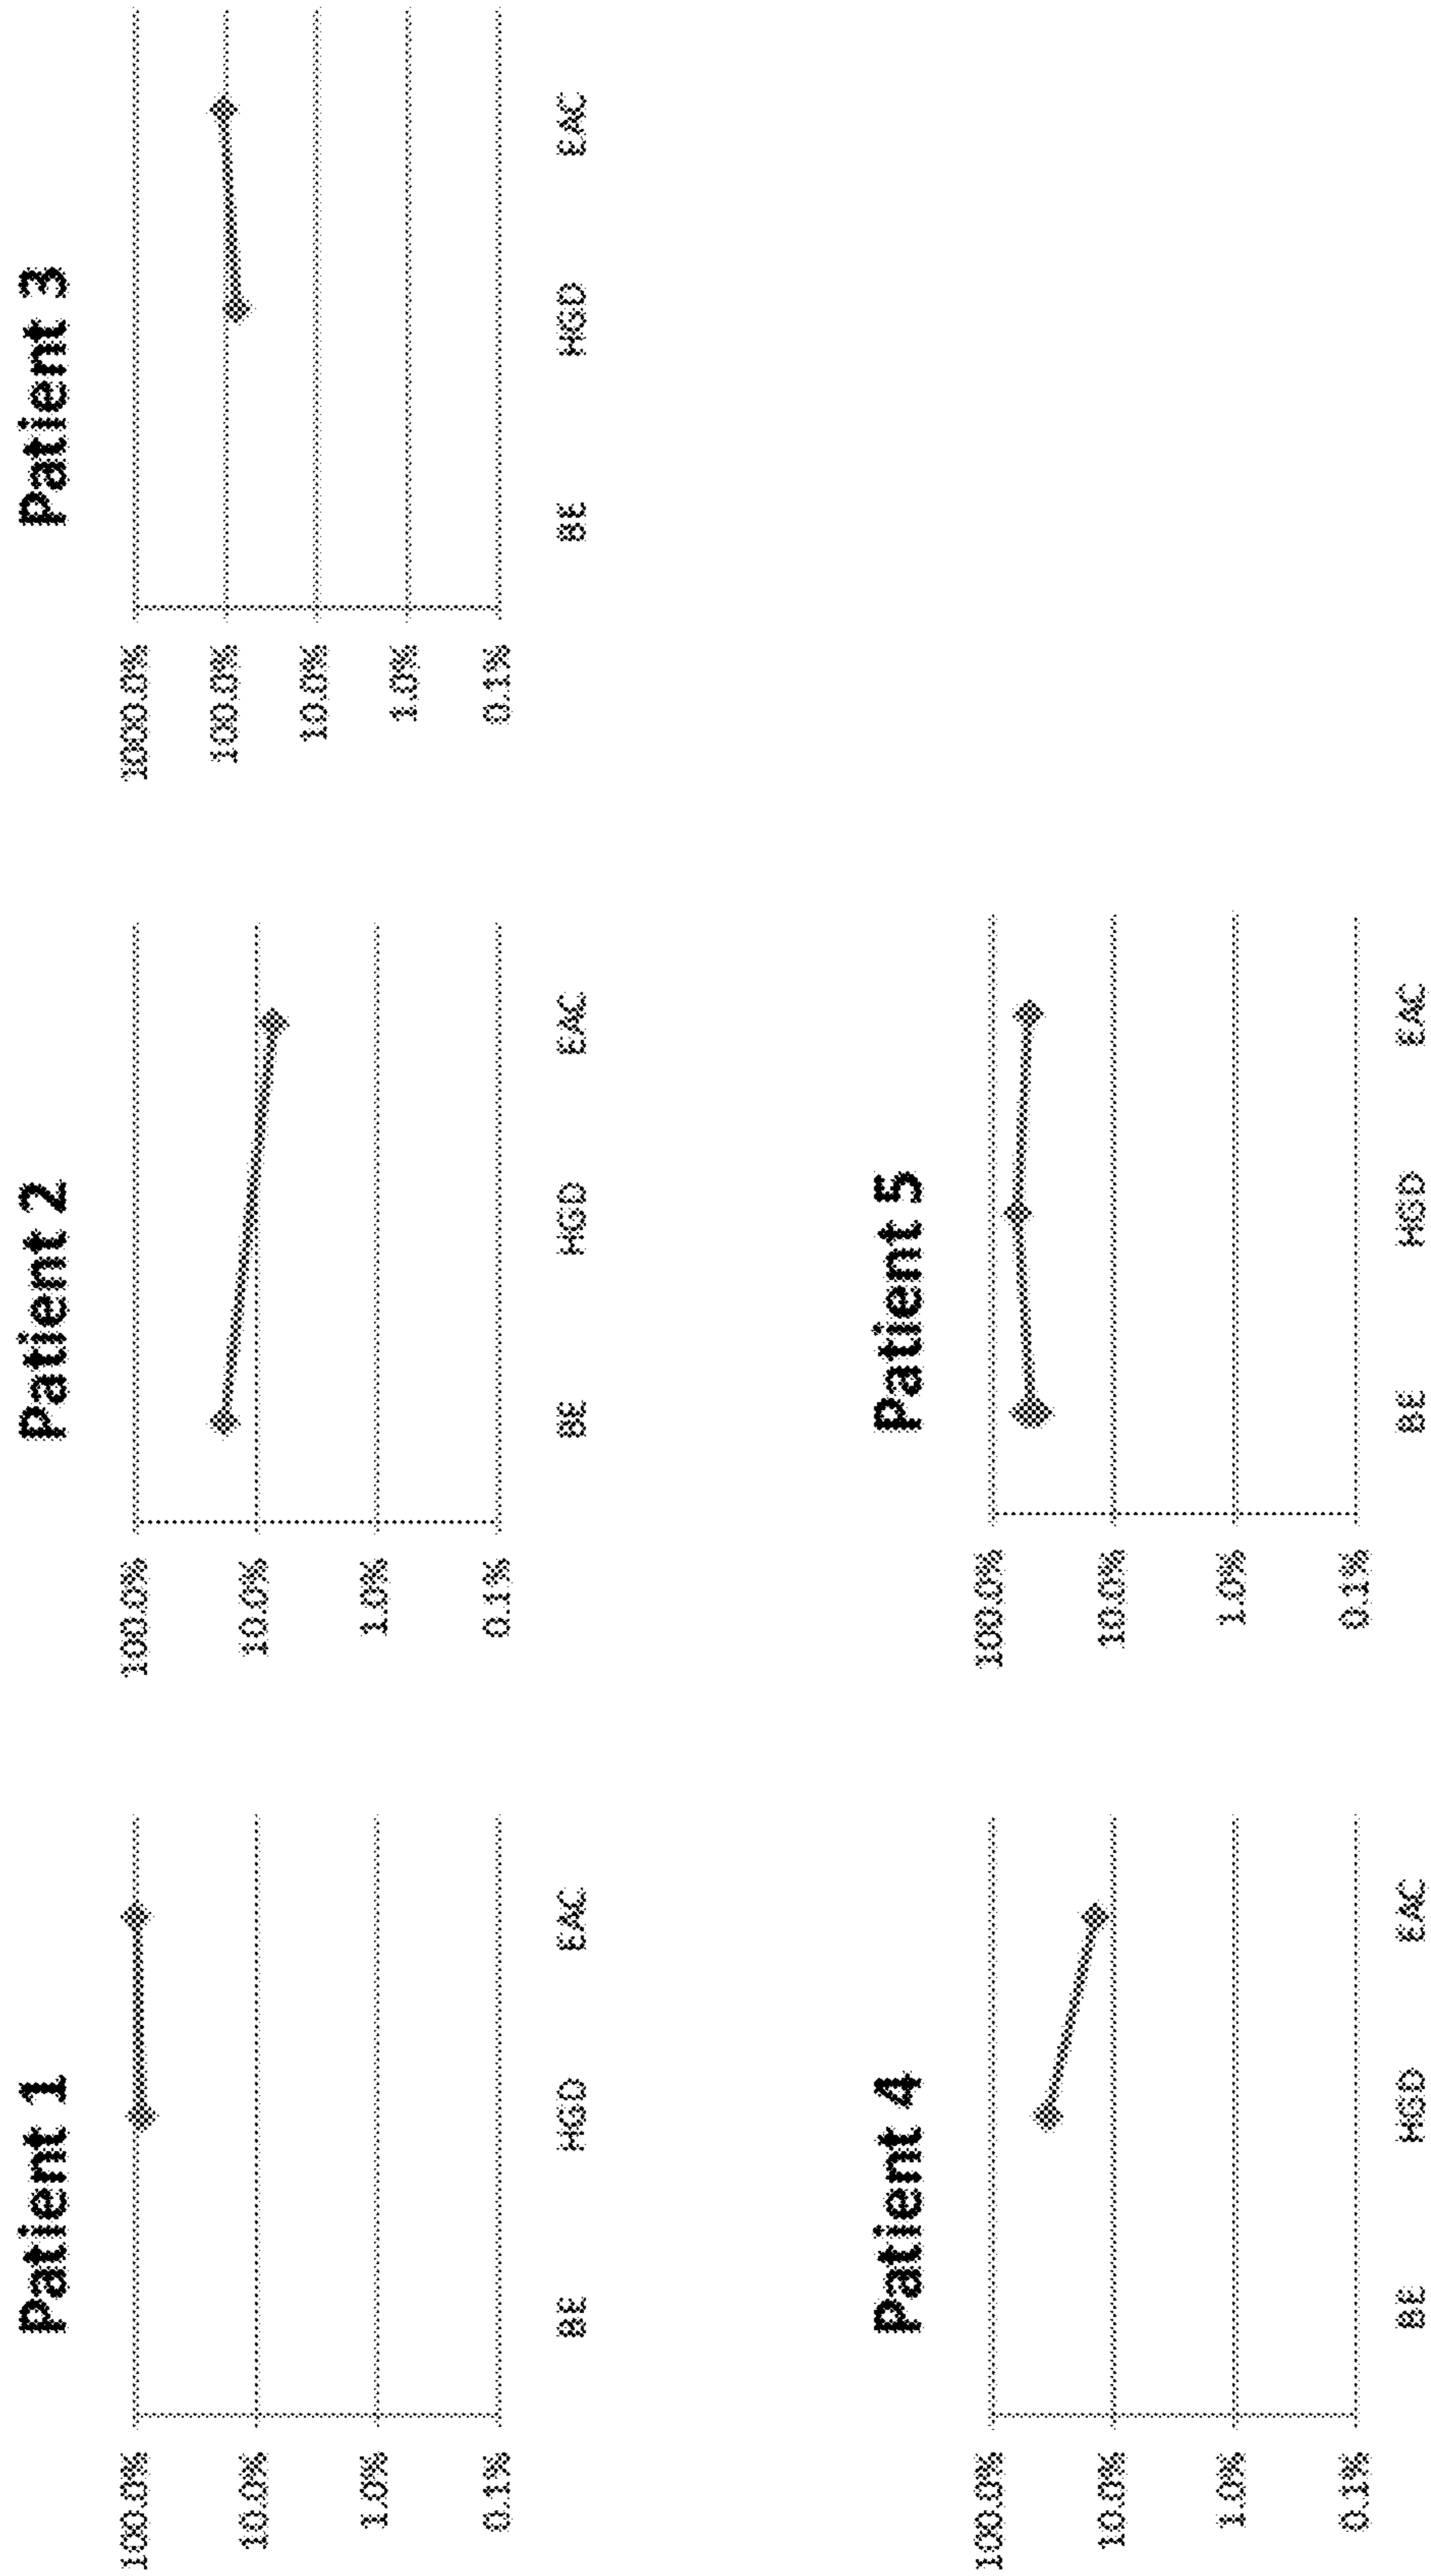 Patient 1
100.0%
10.0%
1.0%
0.1%
BE HGD EAC
Patient 2
100.0%
10.0%
1.0%
0.1%
BE HGD EAC
Patient 3
1000.0%
100.0%
10.0%
1.0%
0.1%
BE HGD EAC
Patient 4
100.0%
10.0%
1.0%
0.1%
BE HGD EAC
Patient 5
100.0%
10.0%
1.0%
0.1%
BE HGD EAC